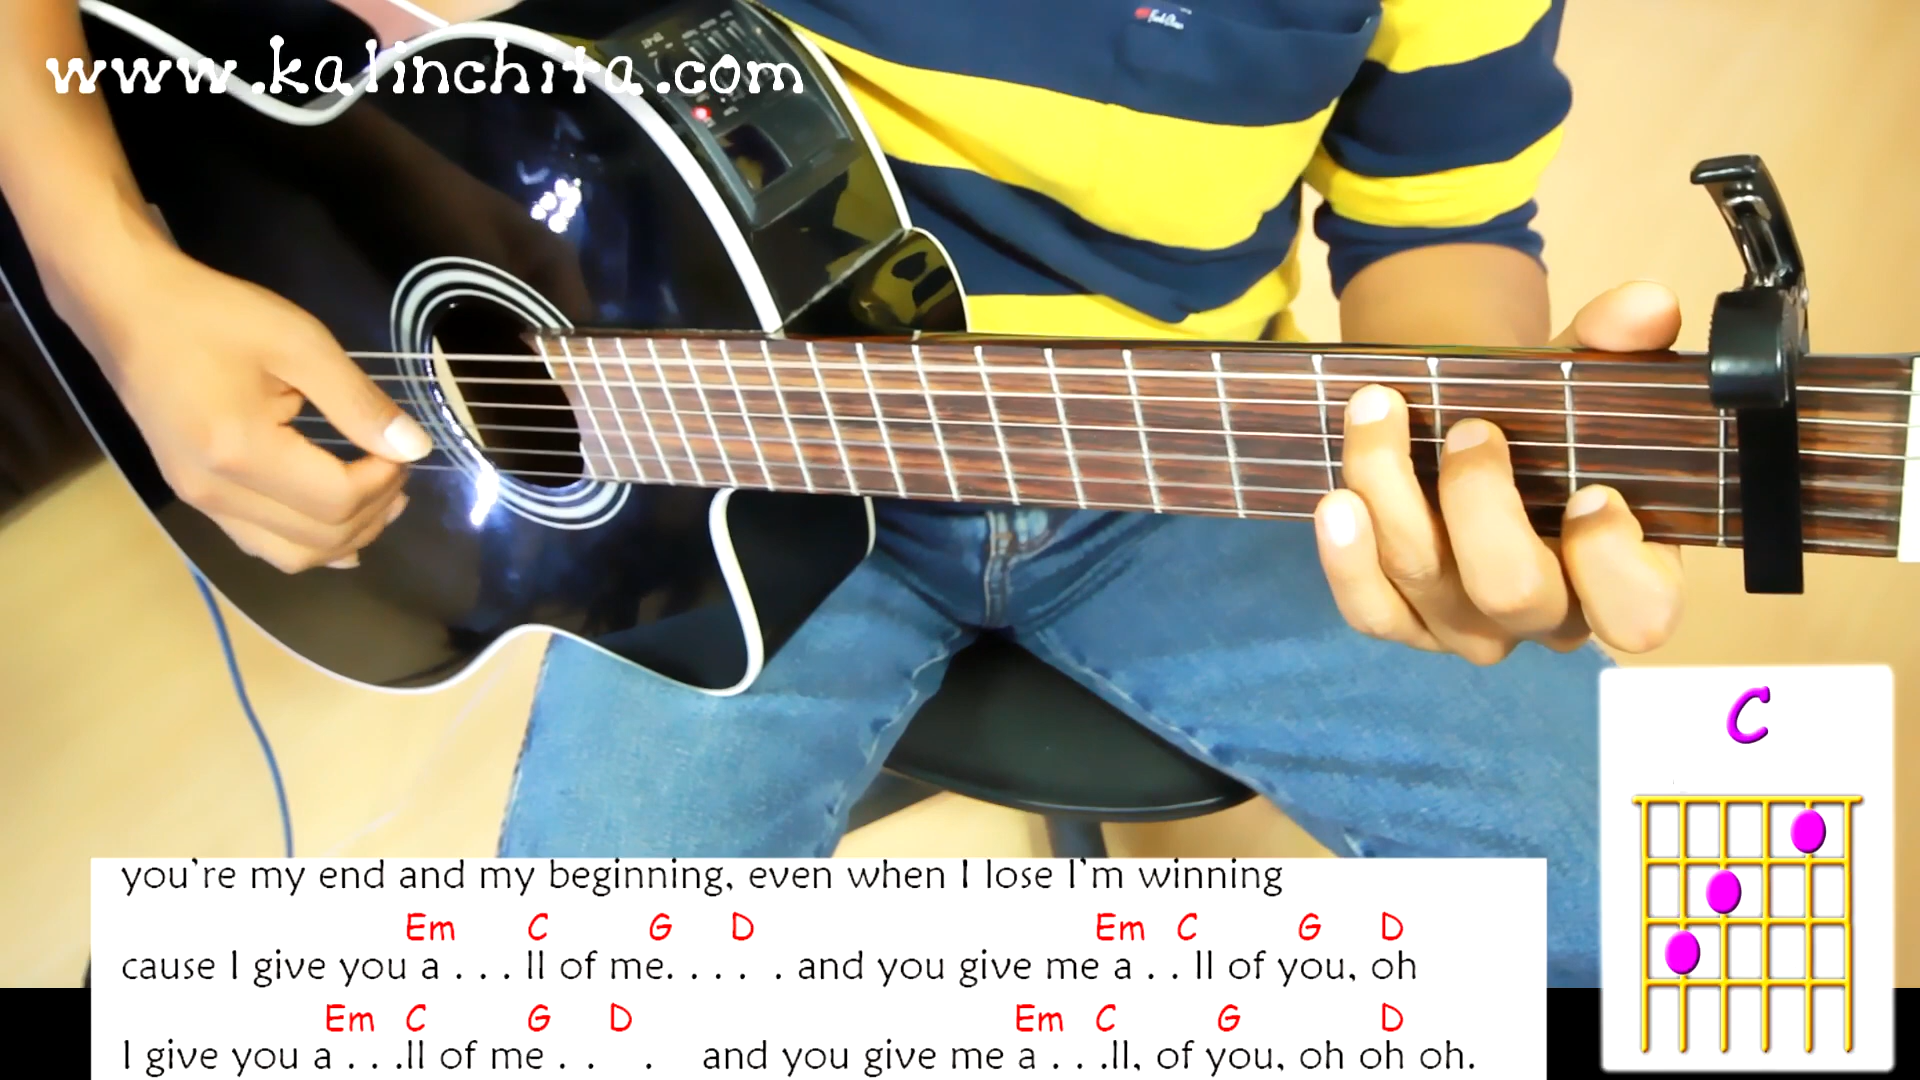 www.kalinchita.com
C
you're my end and my beginning, even when I lose I'm winning
Em C G D Em C G D
cause I give you a . . . ll of me. . . . . and you give me a . . ll of you, oh
Em C G D Em C G D
I give you a . . .ll of me . . . and you give me a . . .ll, of you, oh oh oh.